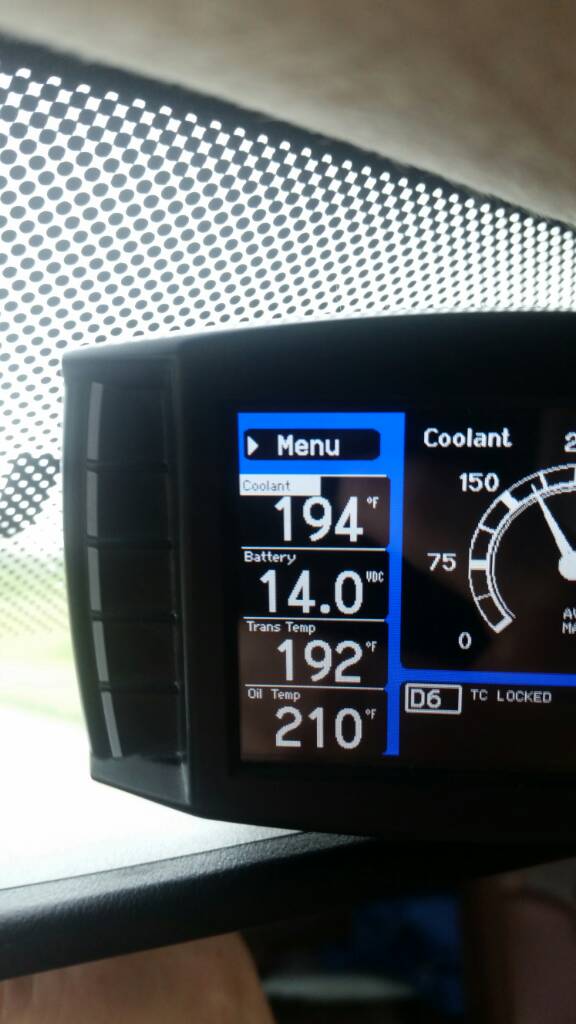 Menu
Coolant
194 °F
Battery
14.0 VDC
Trans Temp
192 °F
Oil Temp
210 °F
Coolant
150
75
0
D6 TC LOCKED